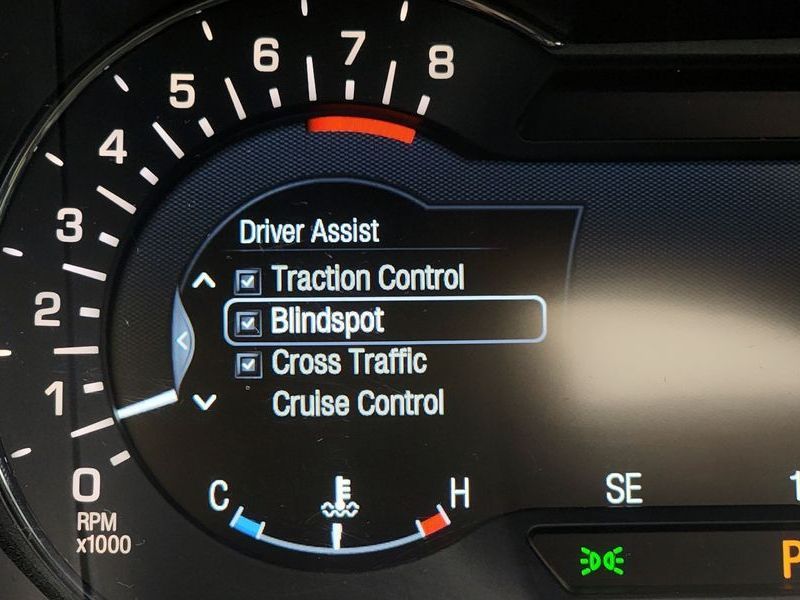 8
7
6
5
4
3
2
1
0
RPM
x1000
Driver Assist
Traction Control
Blindspot
Cross Traffic
Cruise Control
C
H
SE
1
P